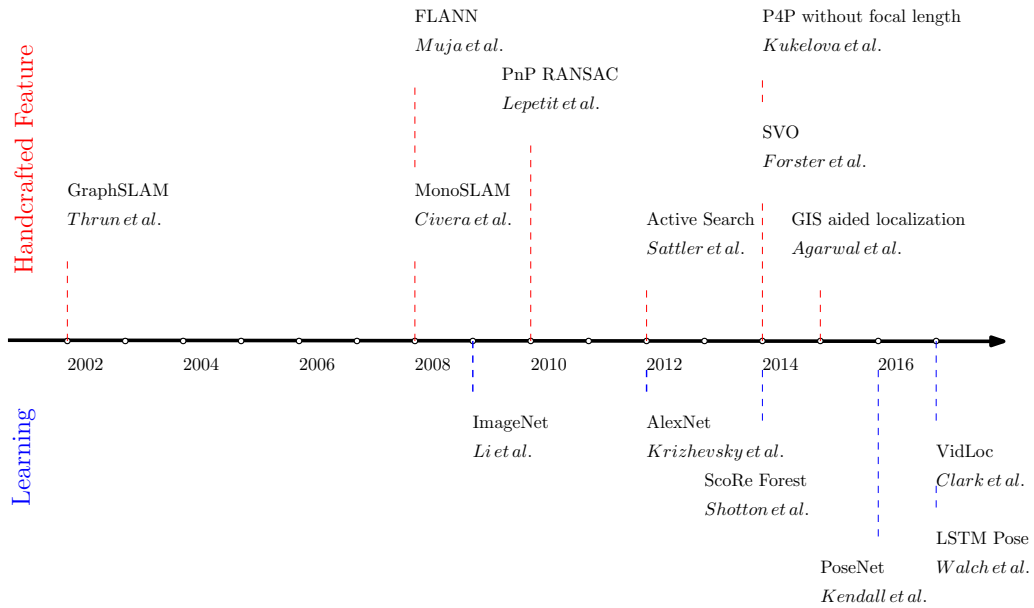 Handcrafted Feature
FLANN
Muja et al.
P4P without focal length
Kukelova et al.
PnP RANSAC
Lepetit et al.
SVO
Forster et al.
GraphSLAM
Thrun et al.
MonoSLAM
Civera et al.
Active Search
Sattler et al.
GIS aided localization
Agarwal et al.
2002 2004 2006 2008 2010 2012 2014 2016
Learning
ImageNet
Li et al.
AlexNet
Krizhevsky et al.
VidLoc
Clark et al.
ScoRe Forest
Shotton et al.
LSTM Pose
Walch et al.
PoseNet
Kendall et al.